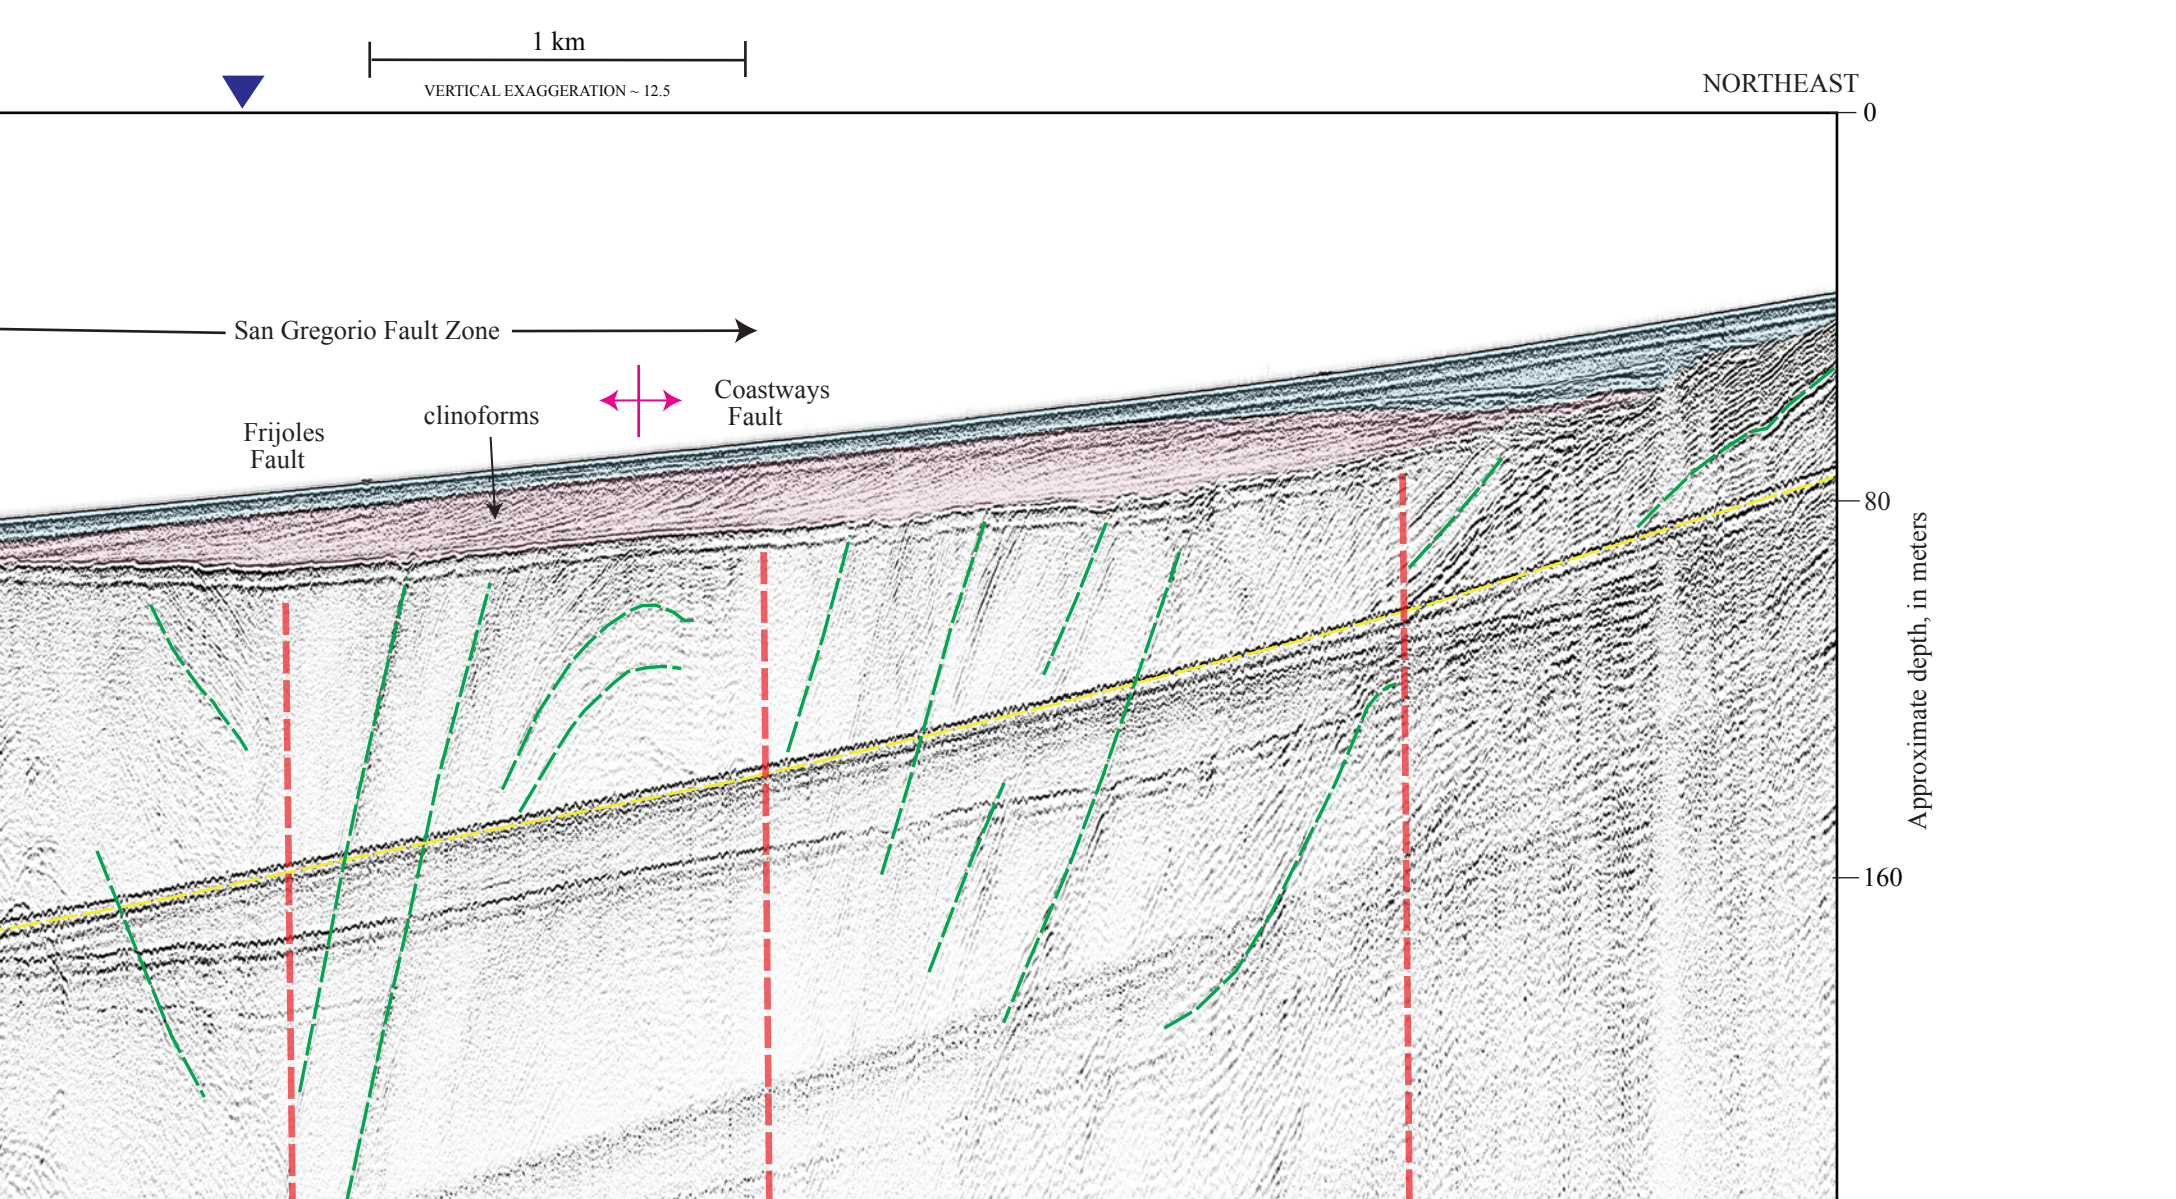 1 km
VERTICAL EXAGGERATION ~ 12.5
NORTHEAST
0
San Gregorio Fault Zone
Coastways
Fault
clinoforms
Frijoles
Fault
80
160
Approximate depth, in meters